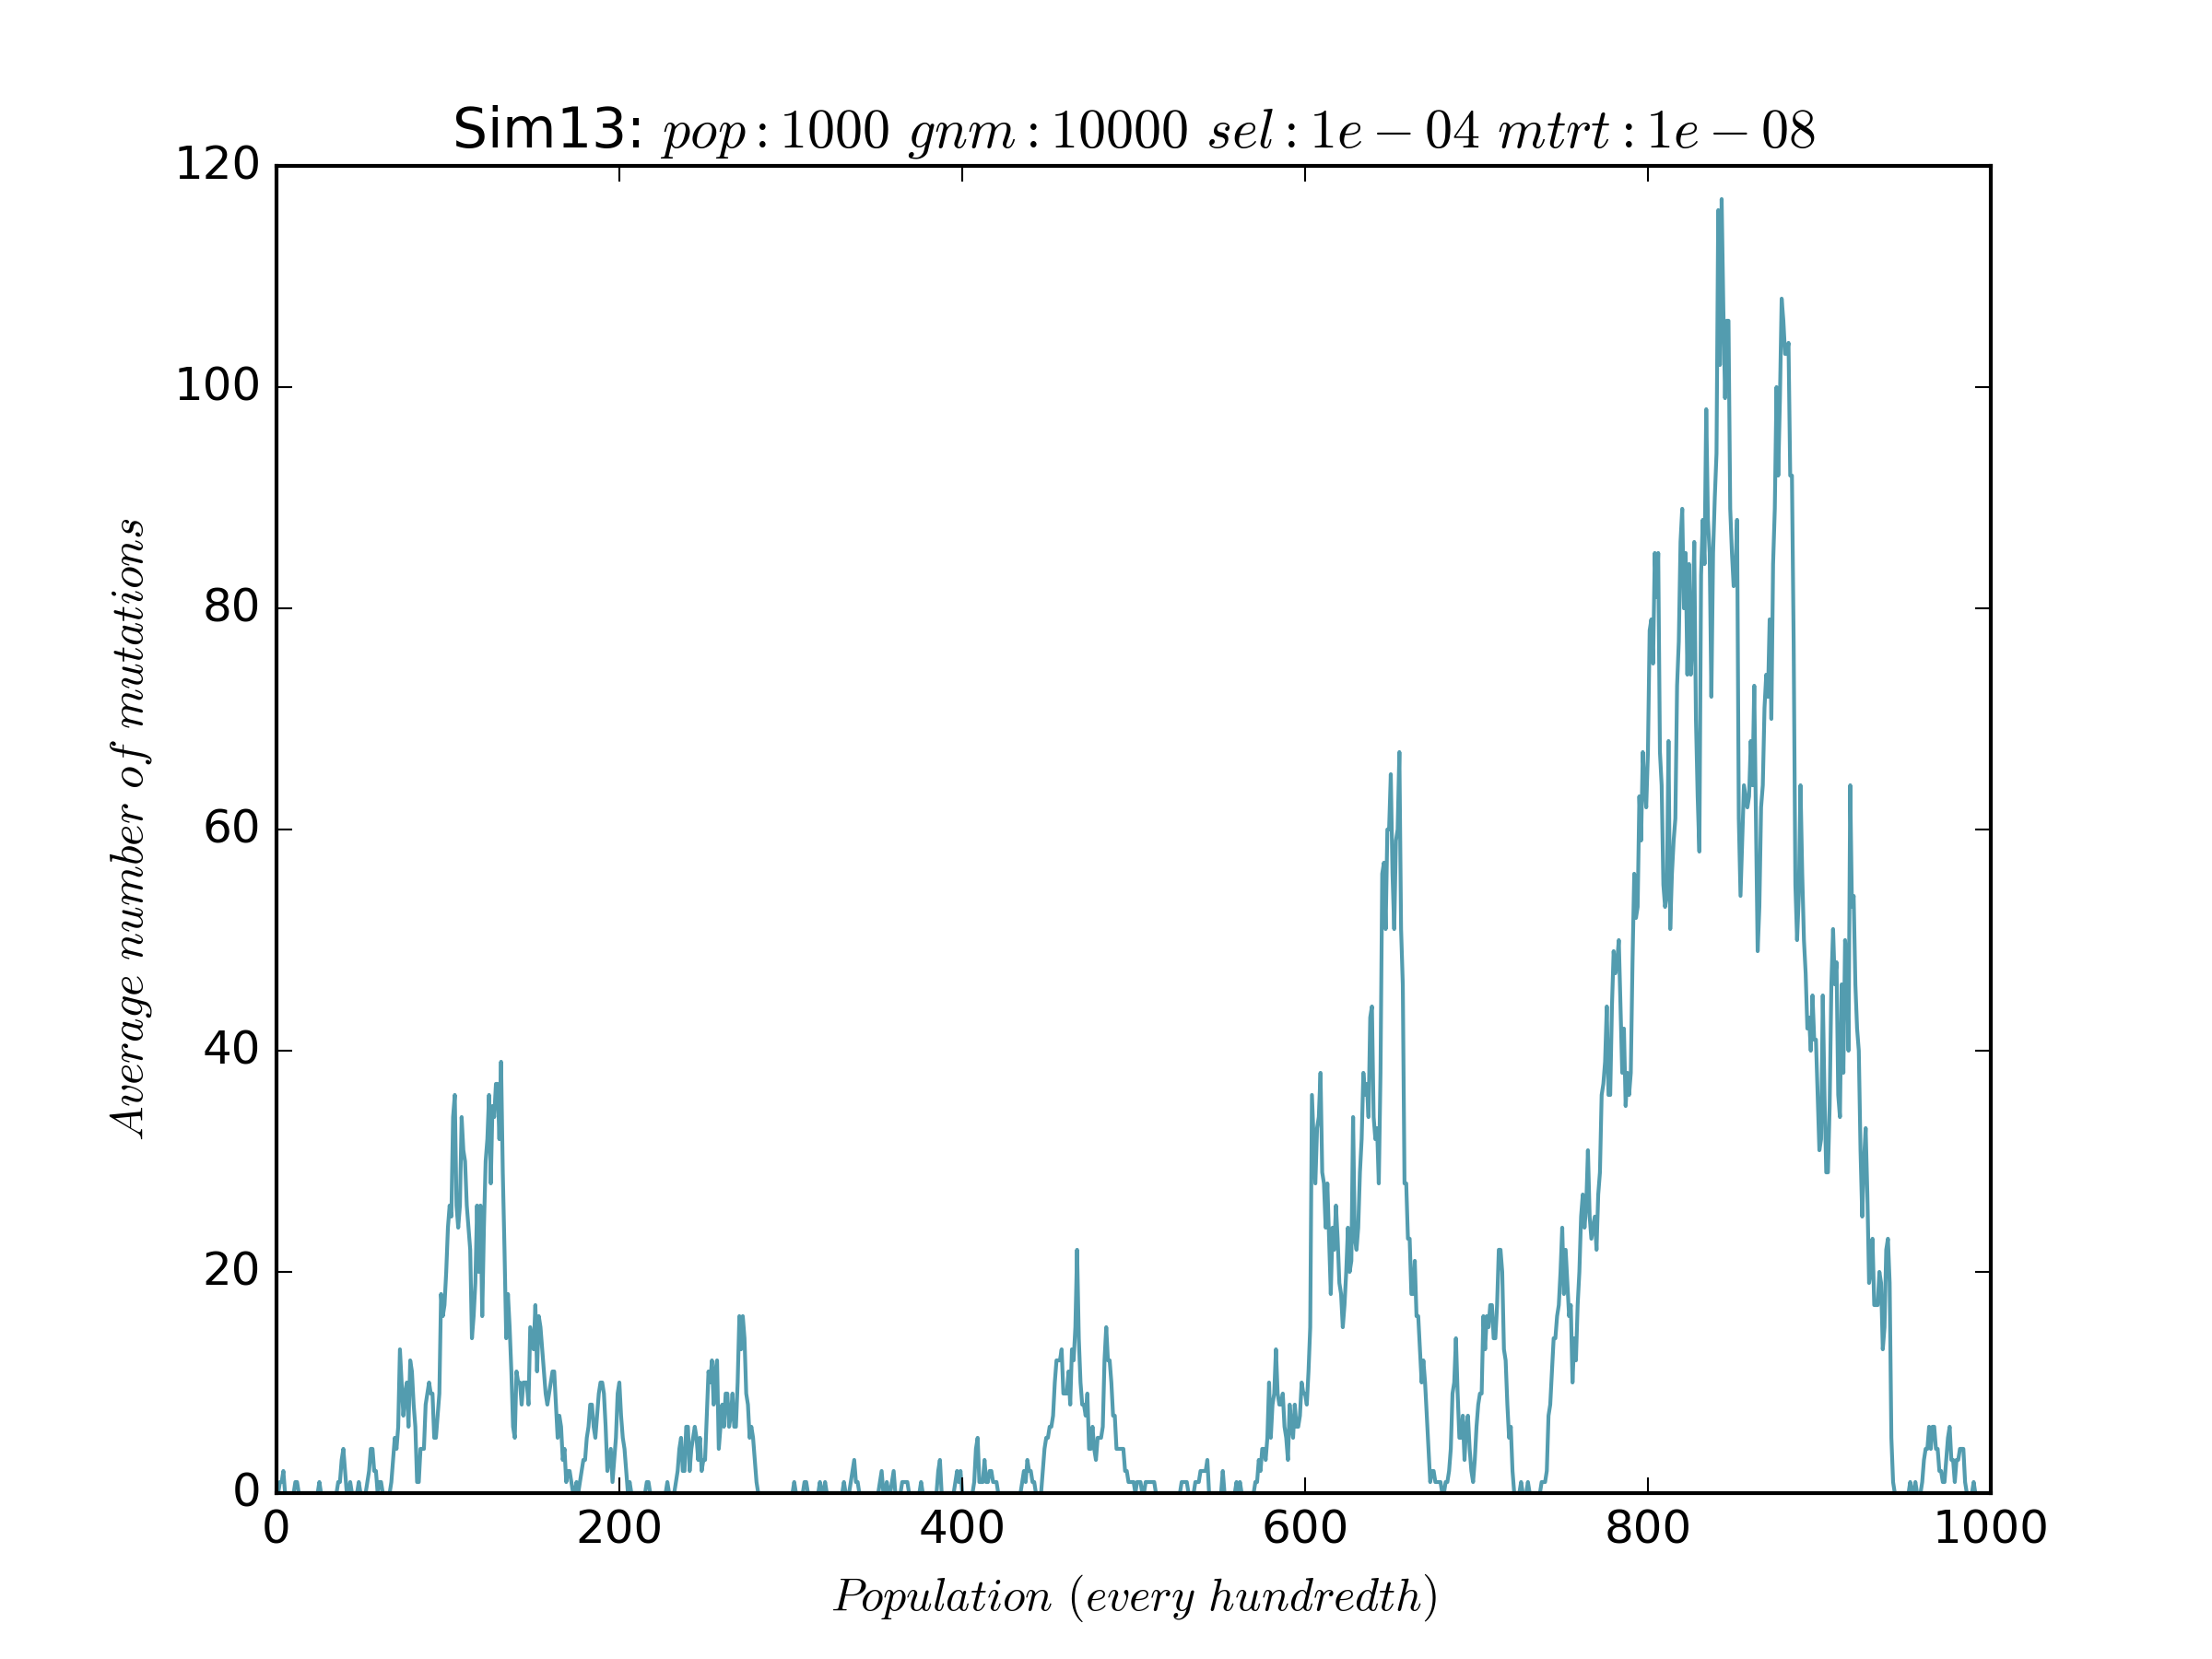 Sim13: pop : 1000 grm : 10000 sel : 1e − 04 mtrt : 1e − 08
120
100
80
60
40
20
0
Average number of mutations
0 200 400 600 800 1000
Population (every hundredth)